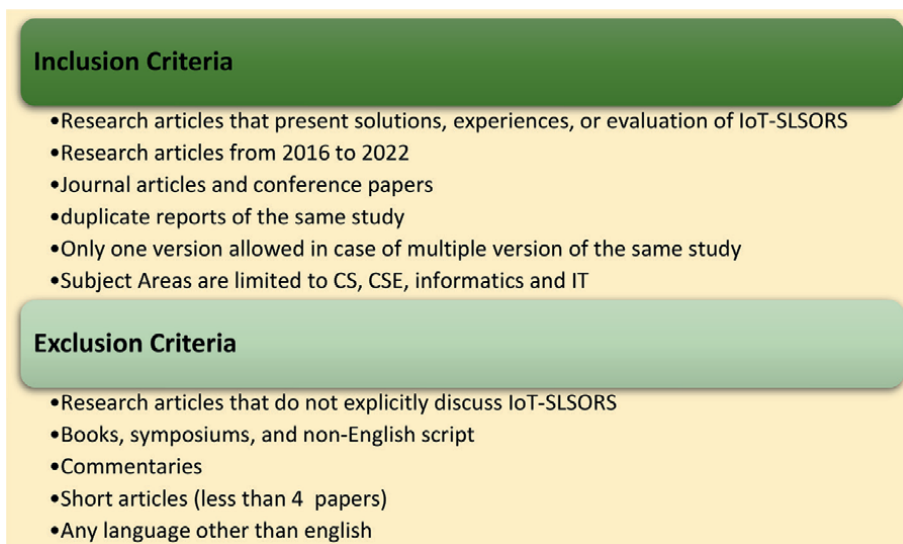 Inclusion Criteria
•Research articles that present solutions, experiences, or evaluation of IoT-SLSORS
•Research articles from 2016 to 2022
•Journal articles and conference papers
•duplicate reports of the same study
•Only one version allowed in case of multiple version of the same study
•Subject Areas are limited to CS, CSE, informatics and IT
Exclusion Criteria
•Research articles that do not explicitly discuss IoT-SLSORS
•Books, symposiums, and non-English script
•Commentaries
•Short articles (less than 4  papers)
•Any language other than english